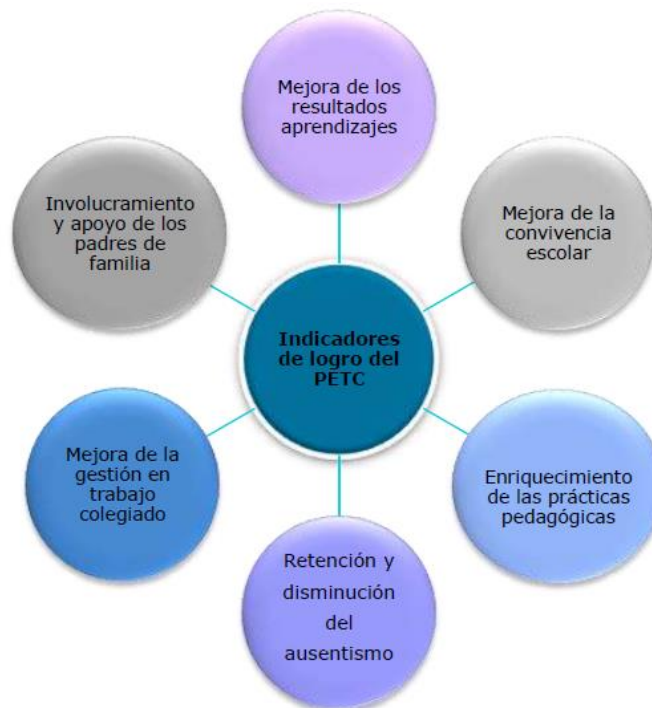 Mejora de los
resultados
aprendizajes
Involucramiento
y apoyo de los
padres de
familia
Mejora de la
convivencia
escolar
Indicadores
de logro del
PETC
Mejora de la
gestión en
trabajo
colegiado
Enriquecimiento
de las prácticas
pedagógicas
Retención y
disminución
del
ausentismo